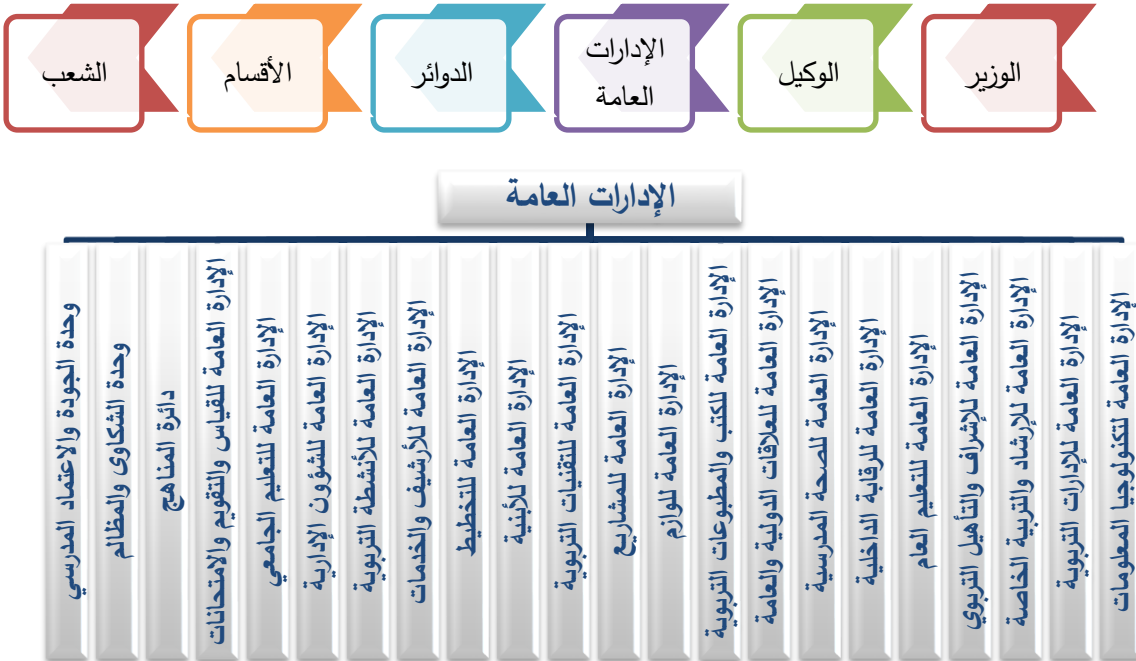 الوزير
الوكيل
الإدارات
العامة
الدوائر
الأقسام
الشعب
الإدارات العامة
الإدارة العامة لتكنولوجيا المعلومات
الإدارة العامة للإدارات التربوية
الإدارة العامة للإرشاد والتربية الخاصة
الإدارة العامة للإشراف والتأهيل التربوي
الإدارة العامة للتعليم العام
الإدارة العامة للرقابة الداخلية
الإدارة العامة للصحة المدرسية
الإدارة العامة للعلاقات الدولية والعامة
الإدارة العامة للكتب والمطبوعات التربوية
الإدارة العامة للوازم
الإدارة العامة للمشاريع
الإدارة العامة للتقنيات التربوية
الإدارة العامة للأبنية
الإدارة العامة للتخطيط
الإدارة العامة للأرشيف والخدمات
الإدارة العامة للأنشطة التربوية
الإدارة العامة للشؤون الإدارية
الإدارة العامة للتعليم الجامعي
الإدارة العامة للقياس والتقويم والامتحانات
دائرة المناهج
وحدة الشكاوى والمظالم
وحدة الجودة والاعتماد المدرسي